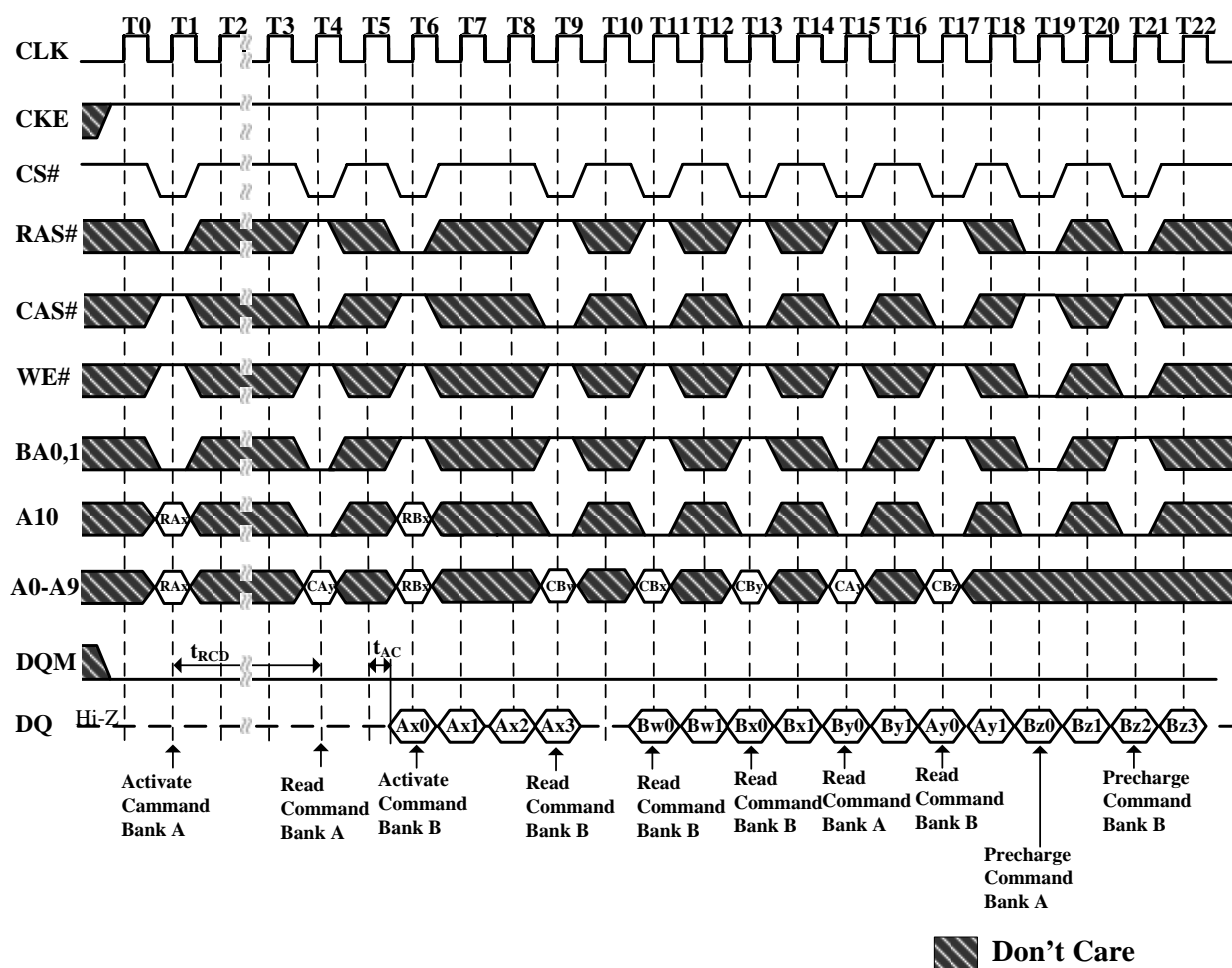 T0 T1 T2 T3 T4 T5 T6 T7 T8 T9 T10 T11 T12 T13 T14 T15 T16 T17 T18 T19 T20 T21 T22
CLK
CKE
CS#
RAS#
CAS#
WE#
BA0,1
A10 RAx RBx
A0-A9 RAx CAy RBx CBw CBx CBy CAy CBz
DQM tRCD tAC
DQ Hi-Z Ax0 Ax1 Ax2 Ax3 Bw0 Bw1 Bx0 Bx1 By0 By1 Ay0 Ay1 Bz0 Bz1 Bz2 Bz3
Activate
Cammand
Bank A
Read
Command
Bank A
Activate
Command
Bank B
Read
Command
Bank B
Read
Command
Bank B
Read
Command
Bank B
Read
Command
Bank A
Read
Command
Bank B
Precharge
Command
Bank A
Precharge
Command
Bank B
Don't Care